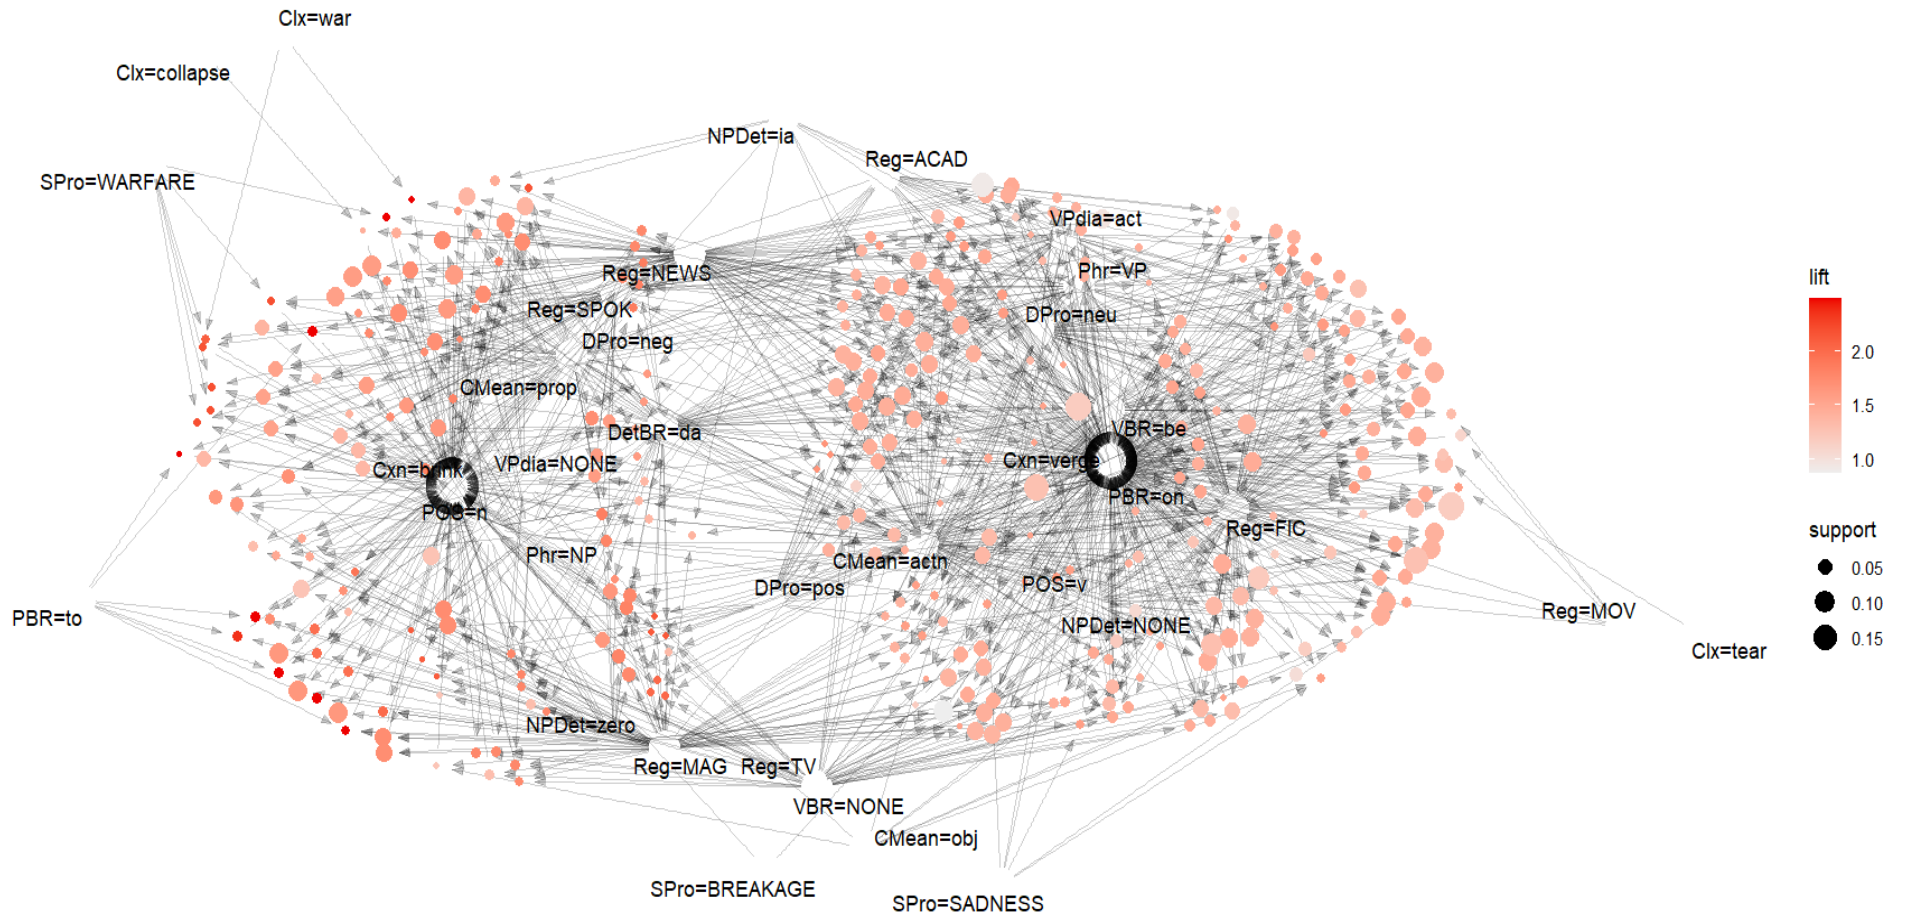 Clx=war
Clx=collapse
NPDet=ia
Reg=ACAD
SPro=WARFARE
VPdia=act
Reg=NEWS
Phr=VP
lift
Reg=SPOK
DPro=neu
DPro=neg
2.0
CMean=prop
1.5
DetBR=da
VBR=be
Cxn=brink
VPdia=NONE
Cxn=verge
1.0
PBR=on
POS=n
Reg=FIC
support
Phr=NP
CMean=actn
0.05
DPro=pos
POS=v
0.10
PBR=to
Reg=MOV
NPDet=NONE
0.15
Clx=tear
NPDet=zero
Reg=MAG
Reg=TV
VBR=NONE
CMean=obj
SPro=BREAKAGE
SPro=SADNESS